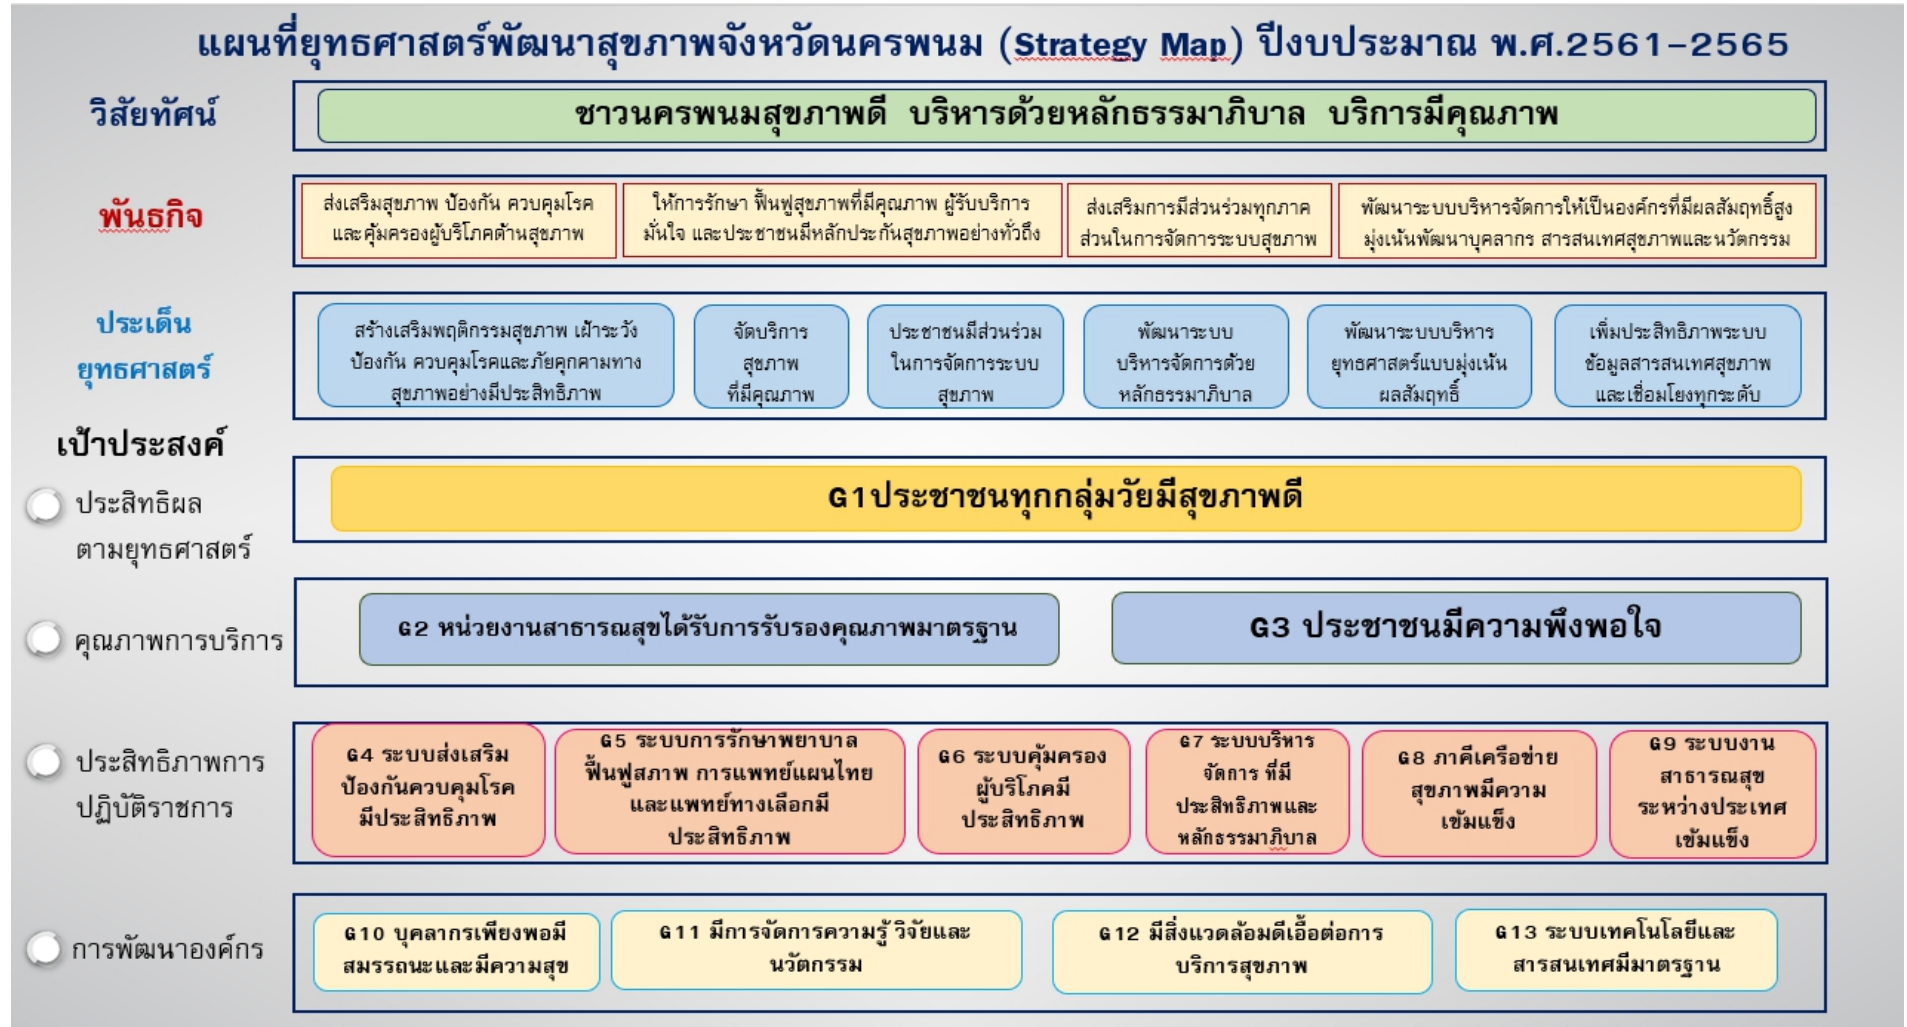 แผนที่ยุทธศาสตร์พัฒนาสุขภาพจังหวัดนครพนม (Strategy Map) ปีงบประมาณ พ.ศ.2561-2565
วิสัยทัศน์
ชาวนครพนมสุขภาพดี บริหารด้วยหลักธรรมาภิบาล บริการมีคุณภาพ
พันธกิจ
ส่งเสริมสุขภาพ ป้องกัน ควบคุมโรค
และคุ้มครองผู้บริโภคด้านสุขภาพ
ให้การรักษา ฟื้นฟูสุขภาพที่มีคุณภาพ ผู้รับบริการ
มั่นใจ และประชาชนมีหลักประกันสุขภาพอย่างทั่วถึง
ส่งเสริมการมีส่วนร่วมทุกภาค
ส่วนในการจัดการระบบสุขภาพ
พัฒนาระบบบริหารจัดการให้เป็นองค์กรที่มีผลสัมฤทธิ์สูง
มุ่งเน้นพัฒนาบุคลากร สารสนเทศสุขภาพและนวัตกรรม
ประเด็น
ยุทธศาสตร์
สร้างเสริมพฤติกรรมสุขภาพ เฝ้าระวัง
ป้องกัน ควบคุมโรคและภัยคุกคามทาง
สุขภาพอย่างมีประสิทธิภาพ
จัดบริการ
สุขภาพ
ที่มีคุณภาพ
ประชาชนมีส่วนร่วม
ในการจัดการระบบ
สุขภาพ
พัฒนาระบบ
บริหารจัดการด้วย
หลักธรรมาภิบาล
พัฒนาระบบบริหาร
ยุทธศาสตร์แบบมุ่งเน้น
ผลสัมฤทธิ์
เพิ่มประสิทธิภาพระบบ
ข้อมูลสารสนเทศสุขภาพ
และเชื่อมโยงทุกระดับ
เป้าประสงค์
ประสิทธิผล
ตามยุทธศาสตร์
G1ประชาชนทุกกลุ่มวัยมีสุขภาพดี
คุณภาพการบริการ
G2 หน่วยงานสาธารณสุขได้รับการรับรองคุณภาพมาตรฐาน
G3 ประชาชนมีความพึงพอใจ
ประสิทธิภาพการ
ปฏิบัติราชการ
G4 ระบบส่งเสริม
ป้องกันควบคุมโรค
มีประสิทธิภาพ
G5 ระบบการรักษาพยาบาล
ฟื้นฟูสภาพ การแพทย์แผนไทย
และแพทย์ทางเลือกมี
ประสิทธิภาพ
G6 ระบบคุ้มครอง
ผู้บริโภคมี
ประสิทธิภาพ
G7 ระบบบริหาร
จัดการ ที่มี
ประสิทธิภาพและ
หลักธรรมาภิบาล
G8 ภาคีเครือข่าย
สุขภาพมีความ
เข้มแข็ง
G9 ระบบงาน
สาธารณสุข
ระหว่างประเทศ
เข้มแข็ง
การพัฒนาองค์กร
G10 บุคลากรเพียงพอมี
สมรรถนะและมีความสุข
G11 มีการจัดการความรู้ วิจัยและ
นวัตกรรม
G12 มีสิ่งแวดล้อมดีเอื้อต่อการ
บริการสุขภาพ
G13 ระบบเทคโนโลยีและ
สารสนเทศมีมาตรฐาน